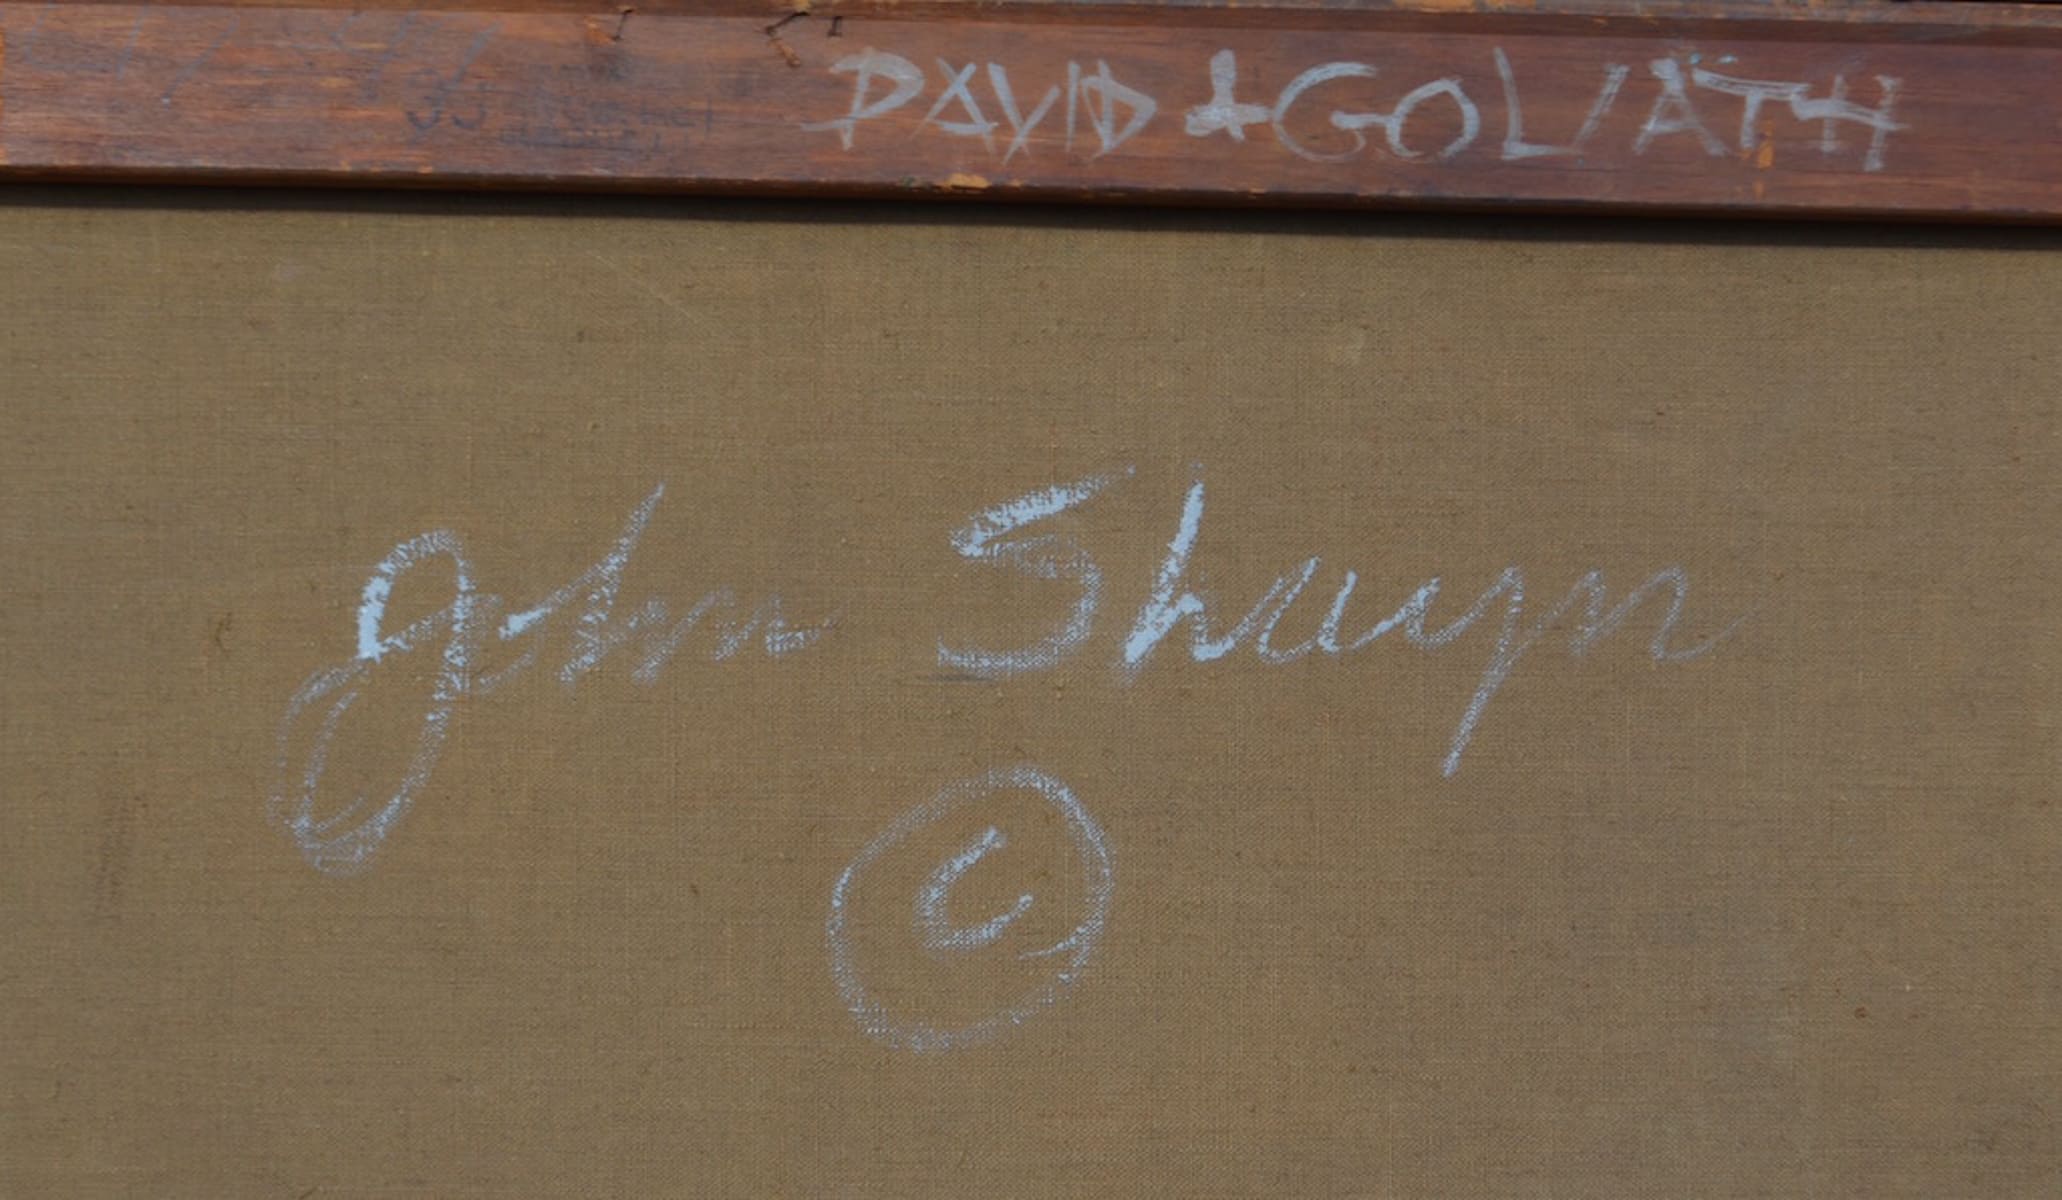 DAVID & GOLIATH
John Shayn
©